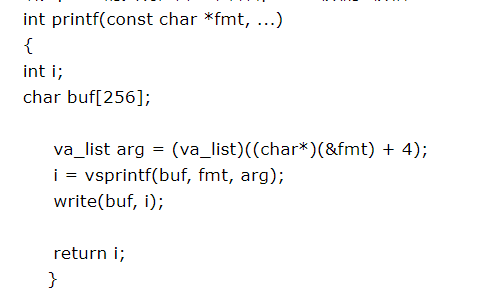 int printf(const char *fmt, ...)
{
int i;
char buf[256];
va_list arg = (va_list)((char*)(&fmt) + 4);
i = vsprintf(buf, fmt, arg);
write(buf, i);
return i;
}